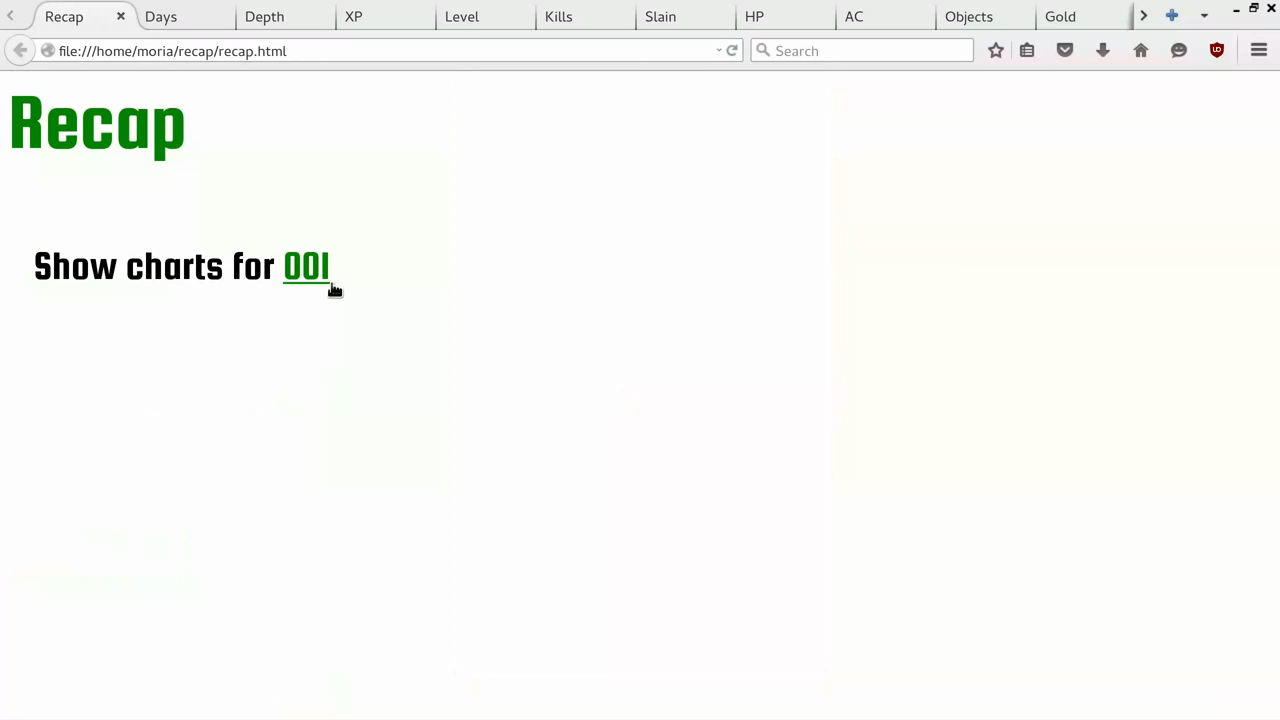 Recap
Days
Depth
XP
Level
Kills
Slain
HP
AC
Objects
Gold
file:///home/moria/recap/recap.html
Search
Recap
Show charts for 001